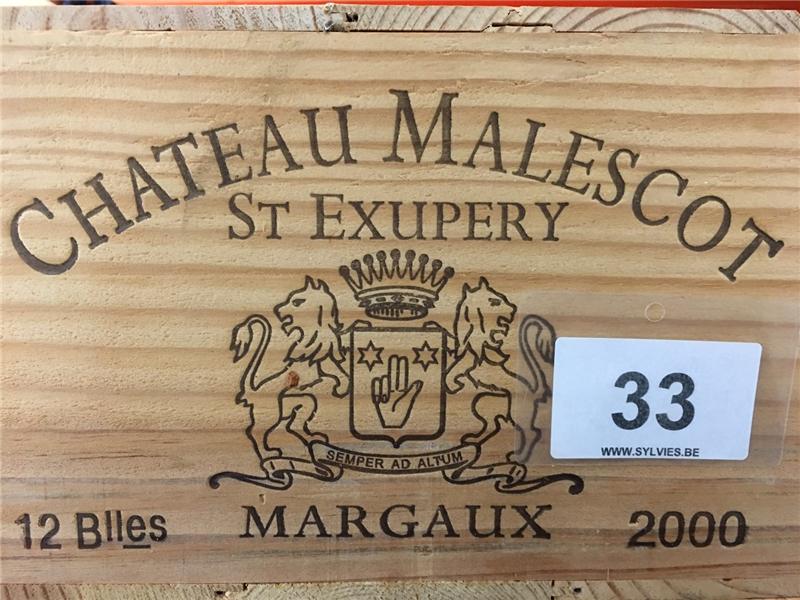 CHATEAU MALESCOT
ST EXUPERY
SEMPER AD ALTUM
33
WWW.SYLVIES.BE
12 Blles
MARGAUX
2000